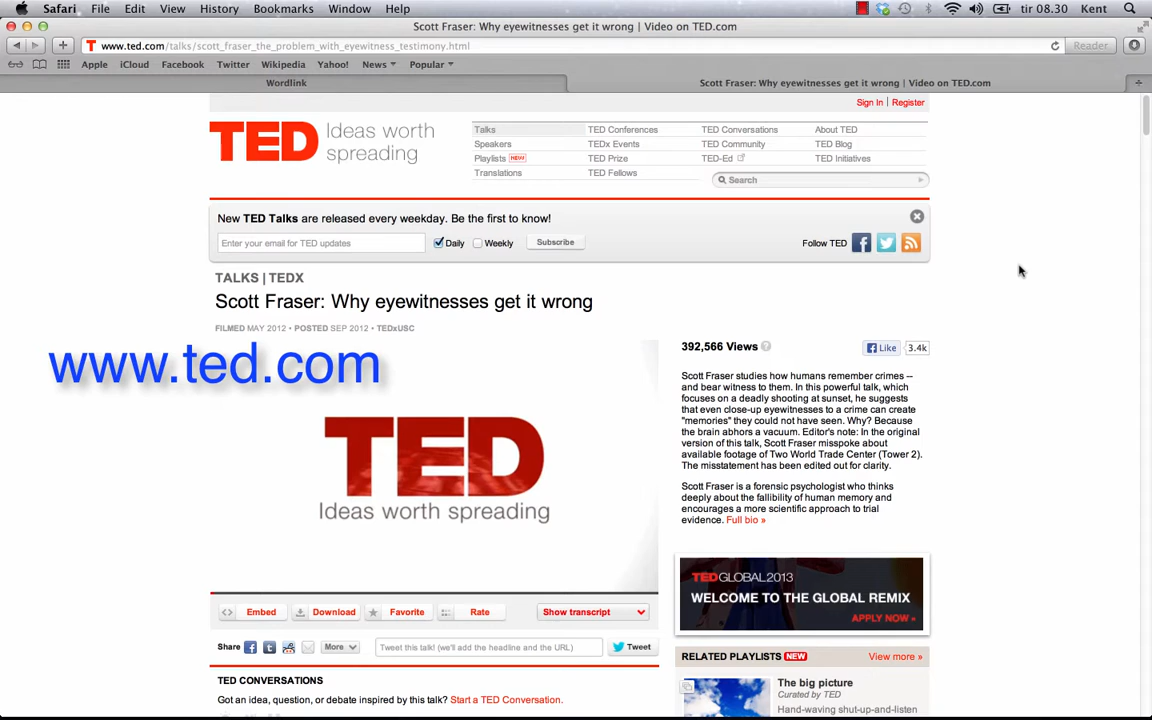 Safari File Edit View History Bookmarks Window Help tir 08.30 Kent
Scott Fraser: Why eyewitnesses get it wrong | Video on TED.com
www.ted.com/talks/scott_fraser_the_problem_with_eyewitness_testimony.html Reader
Apple iCloud Facebook Twitter Wikipedia Yahoo! News Popular
Wordlink Scott Fraser: Why eyewitnesses get it wrong | Video on TED.com
Sign In | Register
TED Ideas worth spreading
Talks TED Conferences TED Conversations About TED
Speakers TEDx Events TED Community TED Blog
Playlists NEW TED Prize TED-Ed TED Initiatives
Translations TED Fellows
Search
New TED Talks are released every weekday. Be the first to know!
Enter your email for TED updates Daily Weekly Subscribe Follow TED
TALKS | TEDX
Scott Fraser: Why eyewitnesses get it wrong
FILMED MAY 2012 • POSTED SEP 2012 • TEDxUSC
www.ted.com
TED
Ideas worth spreading
392,566 Views Like 3.4k
Scott Fraser studies how humans remember crimes --
and bear witness to them. In this powerful talk, which
focuses on a deadly shooting at sunset, he suggests
that even close-up eyewitnesses to a crime can create
"memories" they could not have seen. Why? Because
the brain abhors a vacuum. Editor's note: In the original
version of this talk, Scott Fraser misspoke about
available footage of Two World Trade Center (Tower 2).
The misstatement has been edited out for clarity.
Scott Fraser is a forensic psychologist who thinks
deeply about the fallibility of human memory and
encourages a more scientific approach to trial
evidence. Full bio »
TEDGLOBAL2013
WELCOME TO THE GLOBAL REMIX
APPLY NOW »
Embed Download Favorite Rate Show transcript
Share More Tweet this talk! (we'll add the headline and the URL) Tweet
RELATED PLAYLISTS NEW View more »
The big picture
Curated by TED
Hand-waving shut-up-and-listen
TED CONVERSATIONS
Got an idea, question, or debate inspired by this talk? Start a TED Conversation.